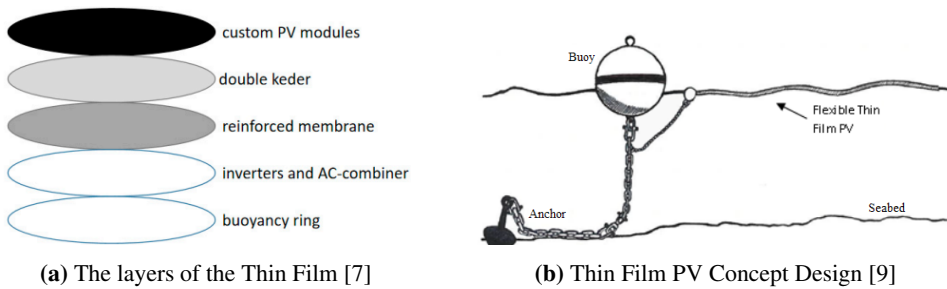 custom PV modules
double keder
reinforced membrane
inverters and AC-combiner
buoyancy ring
(a) The layers of the Thin Film [7]
Buoy
Flexible Thin
Film PV
Anchor
Seabed
(b) Thin Film PV Concept Design [9]